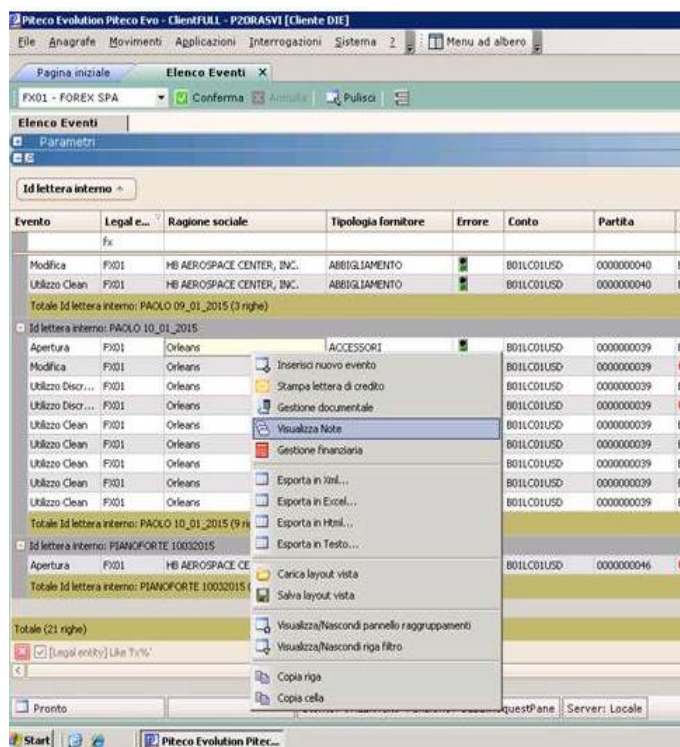 Piteco Evolution Piteco Evo - ClientFULL - P2ORASVI [Cliente DIE]
File Anagrafe Movimenti Applicazioni Interrogazioni Sistema ? Menu ad albero
Pagina iniziale Elenco Eventi X
FX01 - FOREX SPA Conferma Annulla Pulisci
Elenco Eventi
Parametri
Id lettera interno
Evento Legal e... Ragione sociale Tipologia fornitore Errore Conto Partita
fx
Modifica FX01 HB AEROSPACE CENTER, INC. ABBIGLIAMENTO B01LC01USD 0000000040
Utilizzo Clean FX01 HB AEROSPACE CENTER, INC. ABBIGLIAMENTO B01LC01USD 0000000040
Totale Id lettera interno: PAOLO 09_01_2015 (3 righe)
Id lettera interno: PAOLO 10_01_2015
Apertura FX01 Orleans ACCESSORI B01LC01USD 0000000039
Modifica FX01 Orleans B01LC01USD 0000000039
Utilizzo Discr... FX01 Orleans B01LC01USD 0000000039
Utilizzo Discr... FX01 Orleans B01LC01USD 0000000039
Utilizzo Clean FX01 Orleans B01LC01USD 0000000039
Utilizzo Clean FX01 Orleans B01LC01USD 0000000039
Utilizzo Clean FX01 Orleans B01LC01USD 0000000039
Utilizzo Clean FX01 Orleans B01LC01USD 0000000039
Utilizzo Clean FX01 Orleans B01LC01USD 0000000039
Totale Id lettera interno: PAOLO 10_01_2015 (9
Id lettera interno: PIANOFORTE 10032015
Apertura FX01 HB AEROSPACE CE B01LC01USD 0000000046
Totale Id lettera interno: PIANOFORTE 10032015 (
Inserisci nuovo evento
Stampa lettera di credito
Gestione documentale
Visualizza Note
Gestione finanziaria
Esporta in Xml...
Esporta in Excel...
Esporta in Html...
Esporta in Testo...
Carica layout vista
Salva layout vista
Visualizza/Nascondi pannello raggruppamenti
Visualizza/Nascondi riga filtro
Copia riga
Copia cella
Totale (21 righe)
[Legal entity] Like 'fx%'
Pronto questPane Server: Locale
Start Piteco Evolution Pitec...